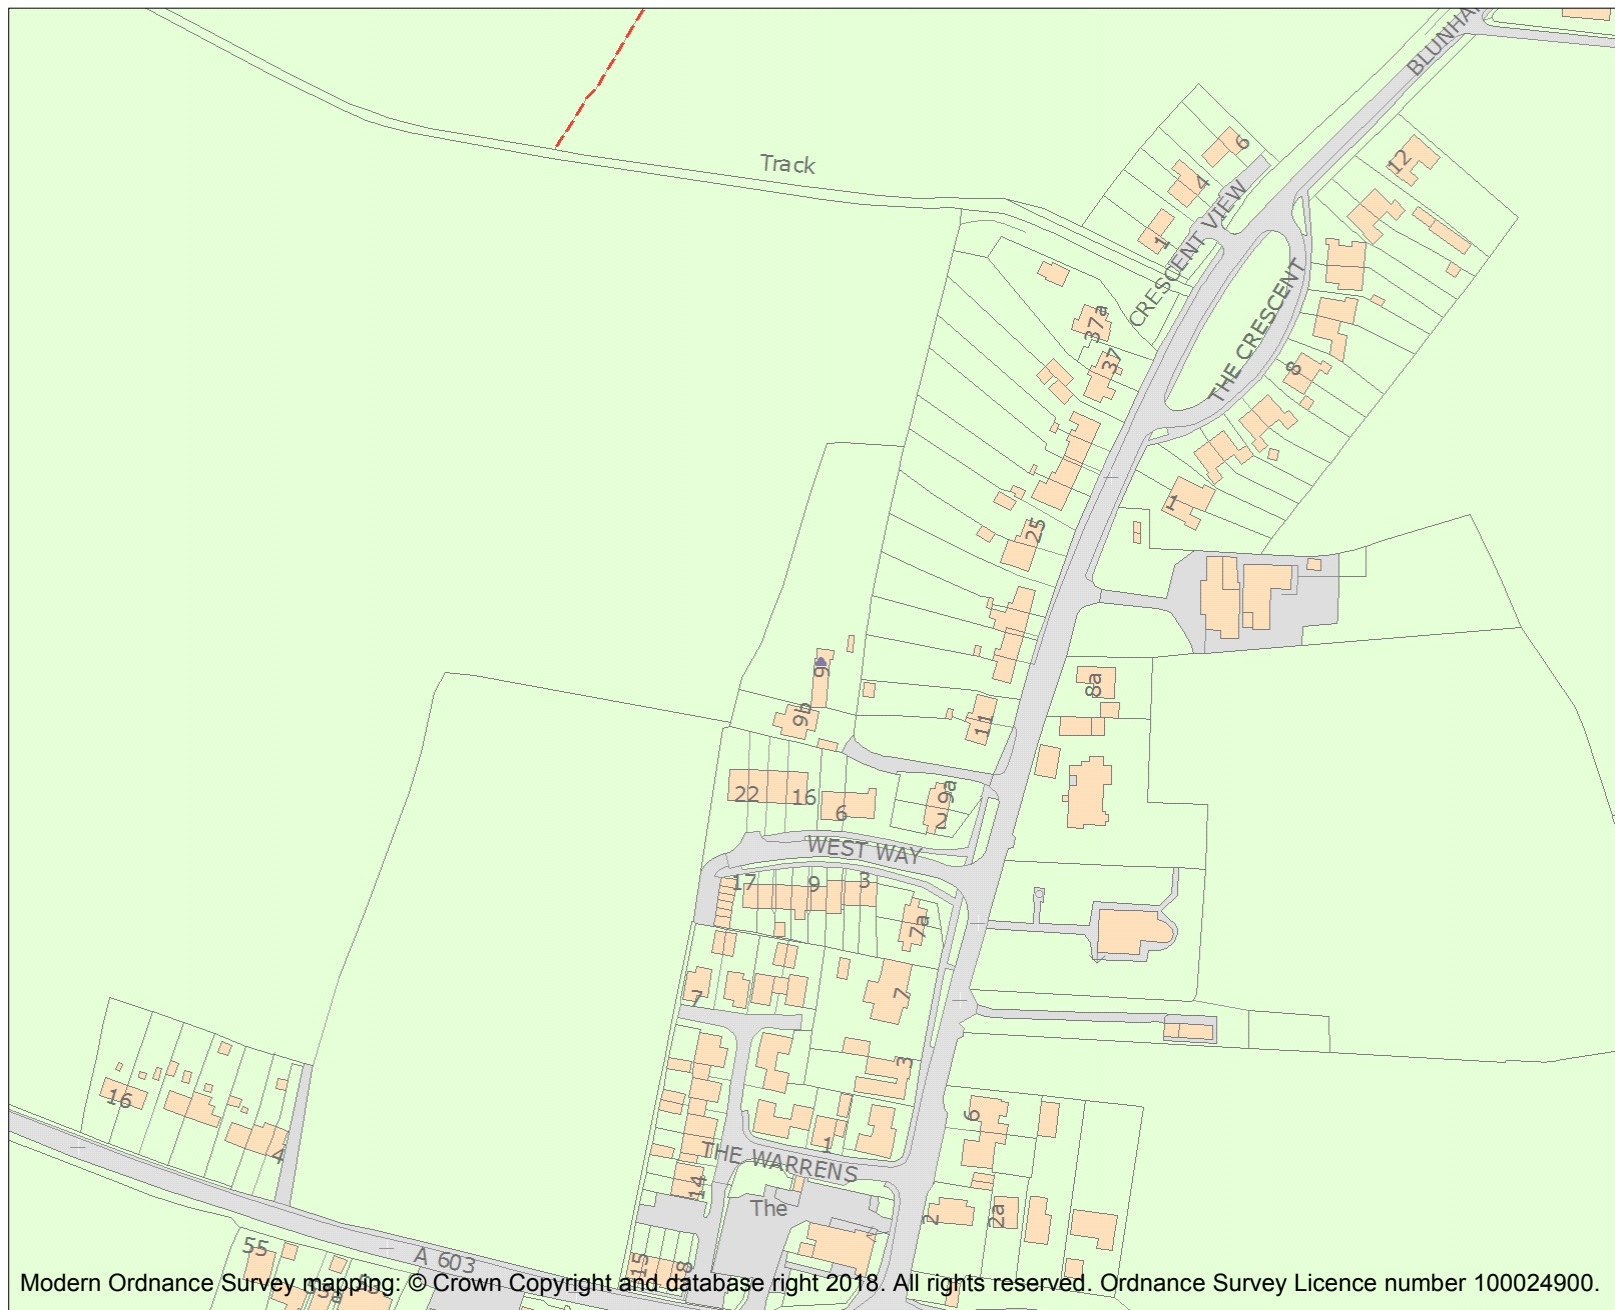 BLUNHA
Track
6
4
12
1
CRESCENT VIEW
THE CRESCENT
37a
37
8
1
25
9
8a
9b
11
22
16
6
9a
2
WEST WAY
17
9
3
7a
7
7
3
16
6
1
4
THE WARRENS
14
The
2
2a
55
A 603
15
8
53a
Modern Ordnance Survey mapping: © Crown Copyright and database right 2018. All rights reserved. Ordnance Survey Licence number 100024900.